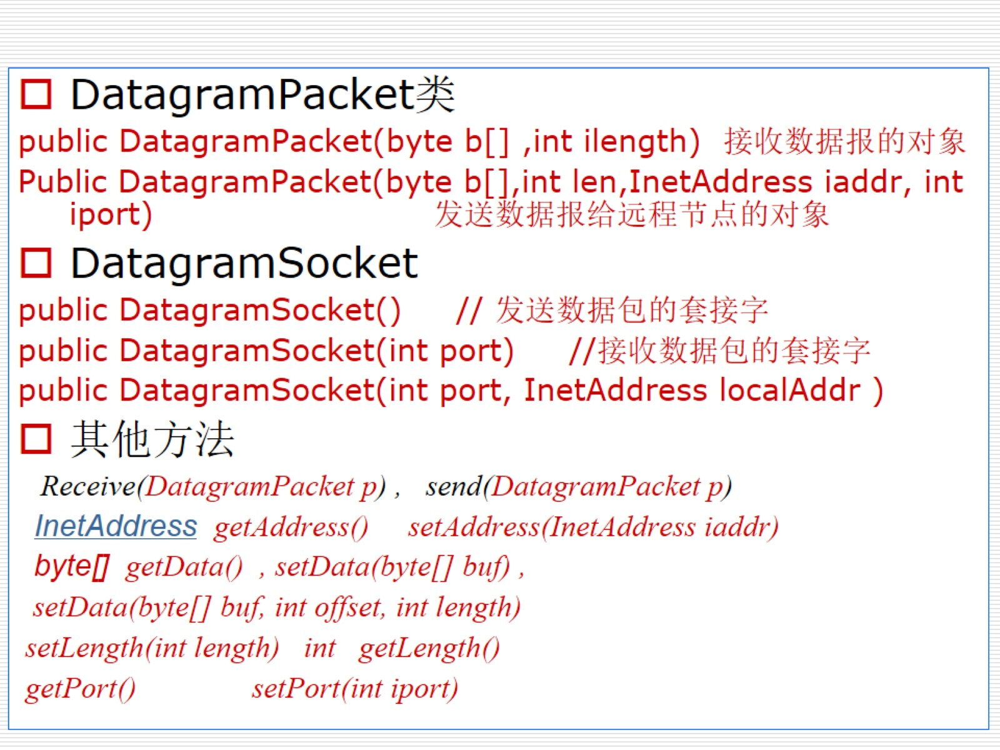 DatagramPacket类
public DatagramPacket(byte b[] ,int ilength) 接收数据报的对象
Public DatagramPacket(byte b[],int len,InetAddress iaddr, int
iport) 发送数据报给远程节点的对象
DatagramSocket
public DatagramSocket() // 发送数据包的套接字
public DatagramSocket(int port) //接收数据包的套接字
public DatagramSocket(int port, InetAddress localAddr )
其他方法
Receive(DatagramPacket p) , send(DatagramPacket p)
InetAddress getAddress() setAddress(InetAddress iaddr)
byte[] getData() , setData(byte[] buf) ,
setData(byte[] buf, int offset, int length)
setLength(int length) int getLength()
getPort() setPort(int iport)